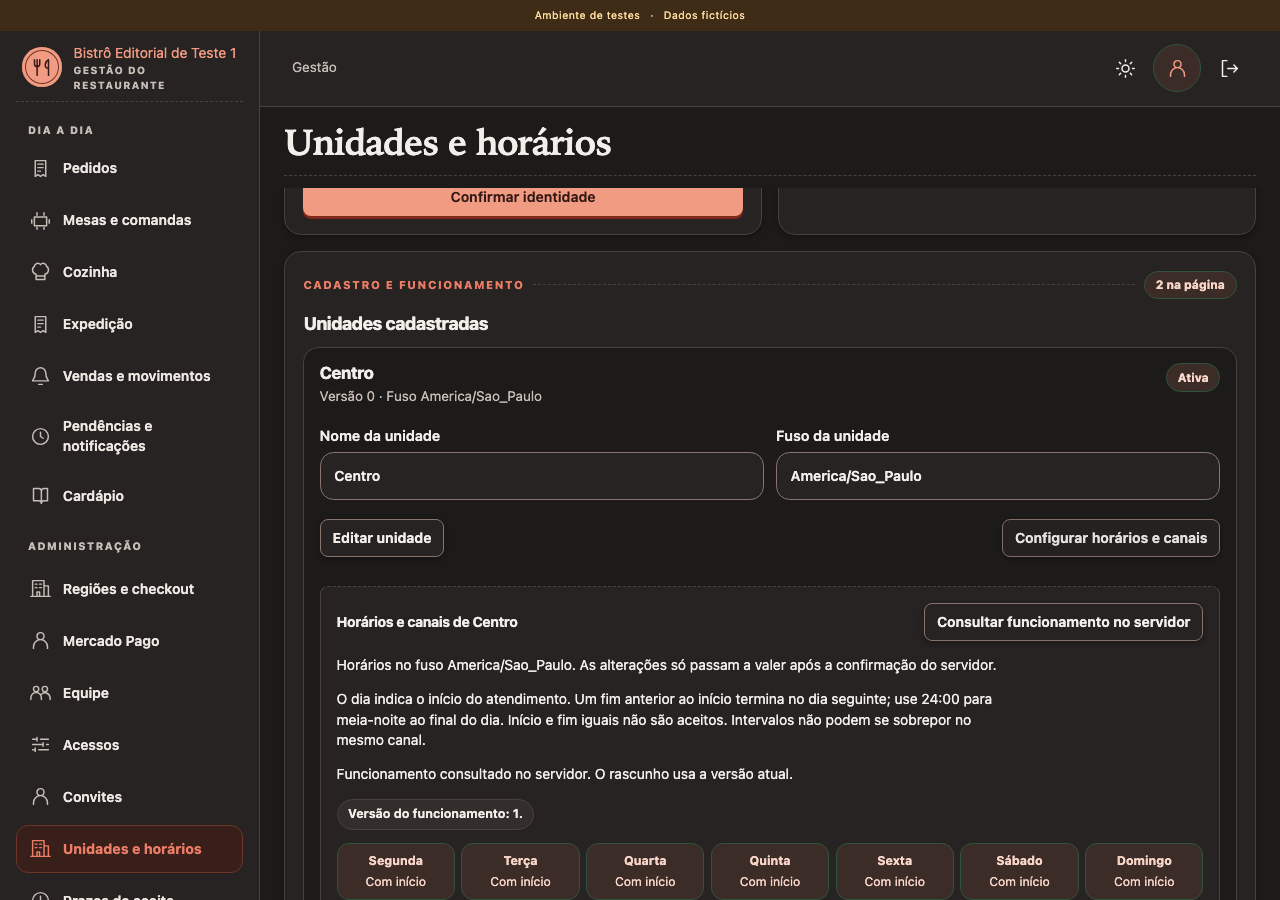 Ambiente de testes · Dados fictícios
Bistrô Editorial de Teste 1
GESTÃO DO
RESTAURANTE
DIA A DIA
Pedidos
Mesas e comandas
Cozinha
Expedição
Vendas e movimentos
Pendências e
notificações
Cardápio
ADMINISTRAÇÃO
Regiões e checkout
Mercado Pago
Equipe
Acessos
Convites
Unidades e horários
Prazos de aceite
Gestão
Unidades e horários
Confirmar identidade
CADASTRO E FUNCIONAMENTO
2 na página
Unidades cadastradas
Centro
Versão 0 · Fuso America/Sao_Paulo
Ativa
Nome da unidade
Fuso da unidade
Centro
America/Sao_Paulo
Editar unidade
Configurar horários e canais
Horários e canais de Centro
Consultar funcionamento no servidor
Horários no fuso America/Sao_Paulo. As alterações só passam a valer após a confirmação do servidor.
O dia indica o início do atendimento. Um fim anterior ao início termina no dia seguinte; use 24:00 para
meia-noite ao final do dia. Início e fim iguais não são aceitos. Intervalos não podem se sobrepor no
mesmo canal.
Funcionamento consultado no servidor. O rascunho usa a versão atual.
Versão do funcionamento: 1.
Segunda
Com início
Terça
Com início
Quarta
Com início
Quinta
Com início
Sexta
Com início
Sábado
Com início
Domingo
Com início